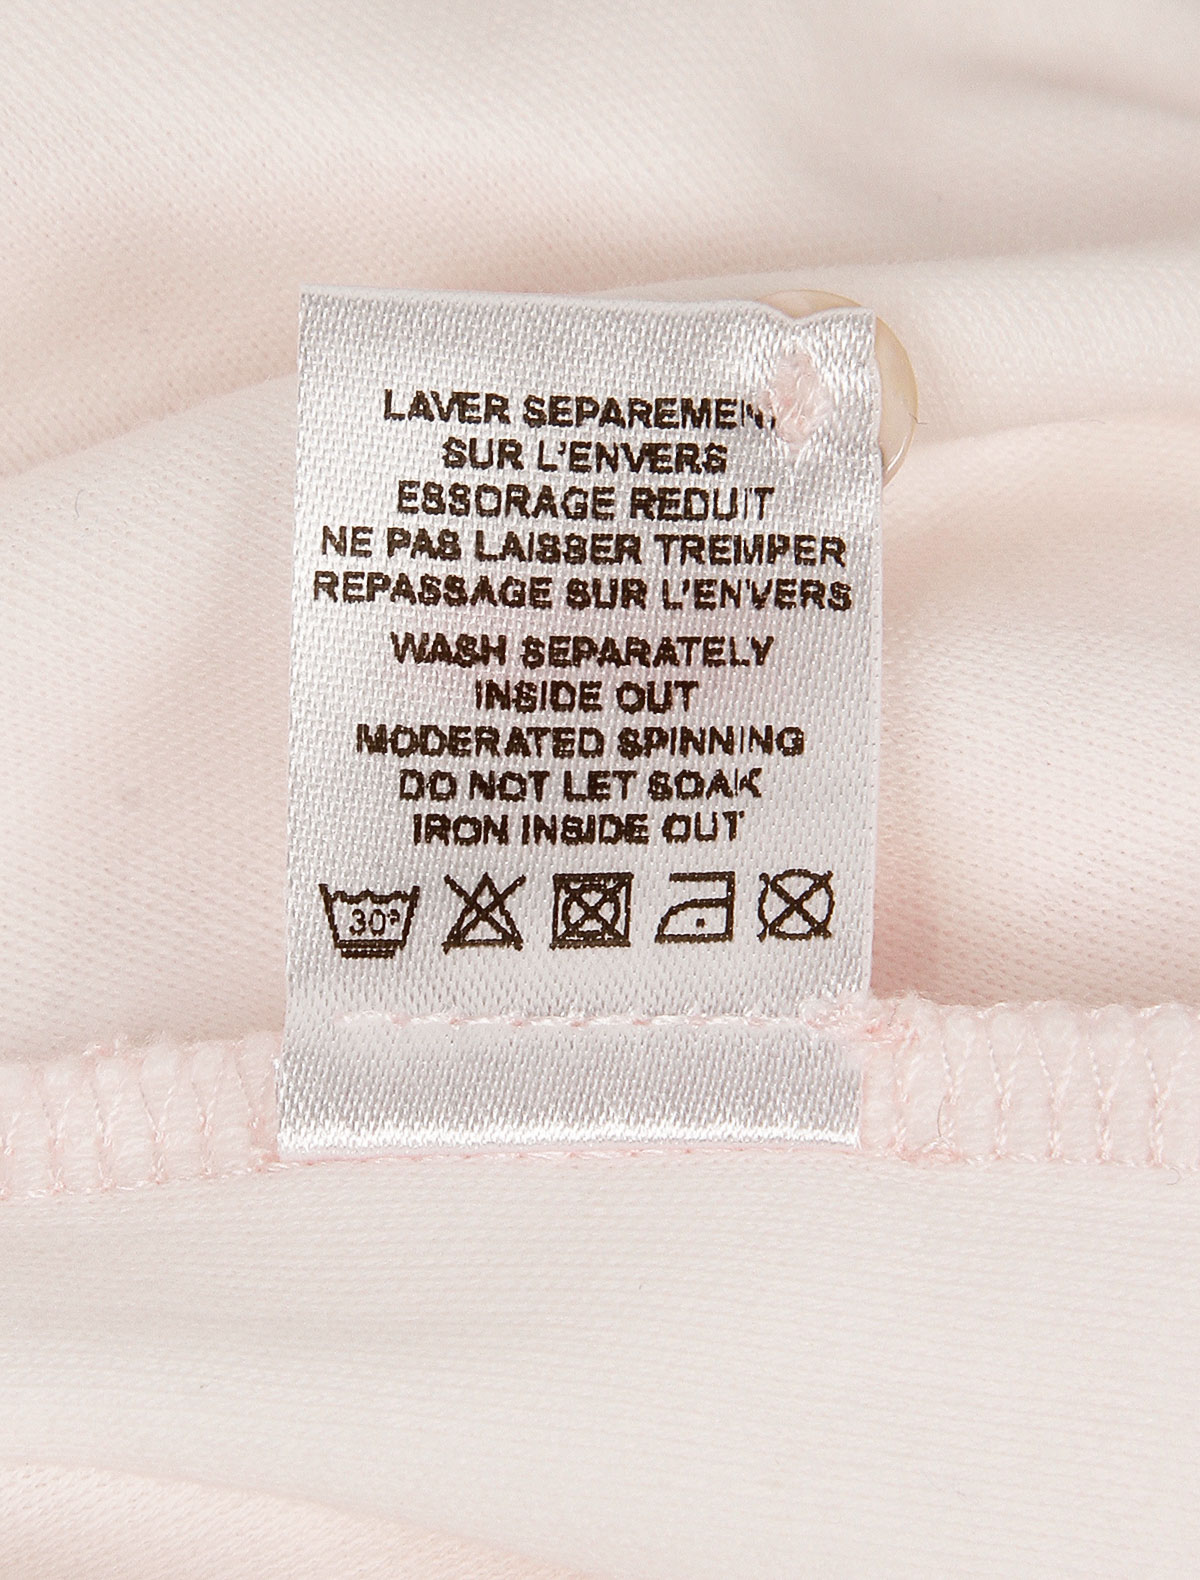 LAVER SEPAREMENT
SUR L'ENVERS
ESSORAGE REDUIT
NE PAS LAISSER TREMPER
REPASSAGE SUR L'ENVERS
WASH SEPARATELY
INSIDE OUT
MODERATED SPINNING
DO NOT LET SOAK
IRON INSIDE OUT
30°